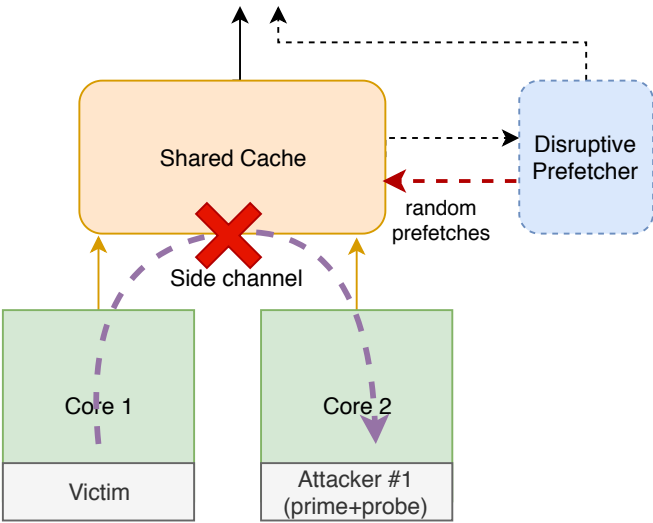 Shared Cache
Disruptive
Prefetcher
random
prefetches
Side channel
Core 1
Core 2
Victim
Attacker #1
(prime+probe)